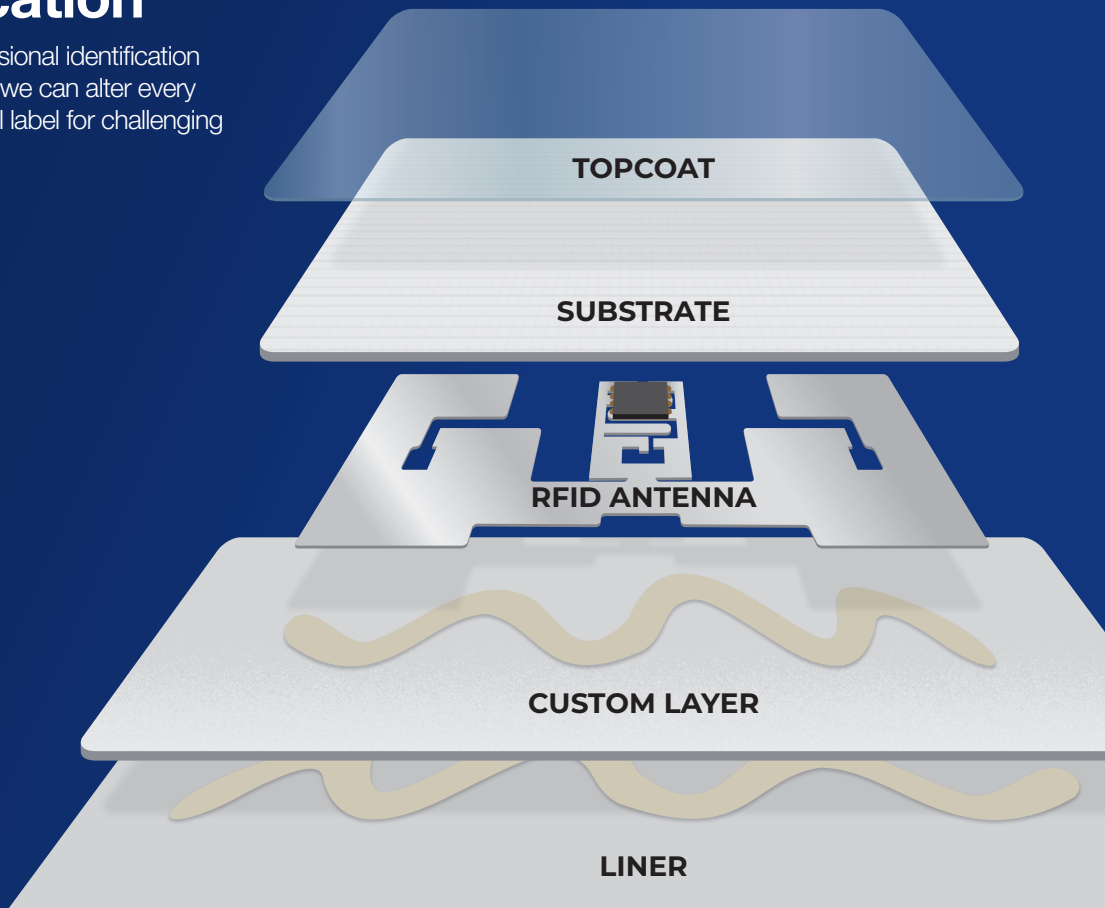 cation
sional identification
we can alter every
l label for challenging
TOPCOAT
SUBSTRATE
RFID ANTENNA
CUSTOM LAYER
LINER